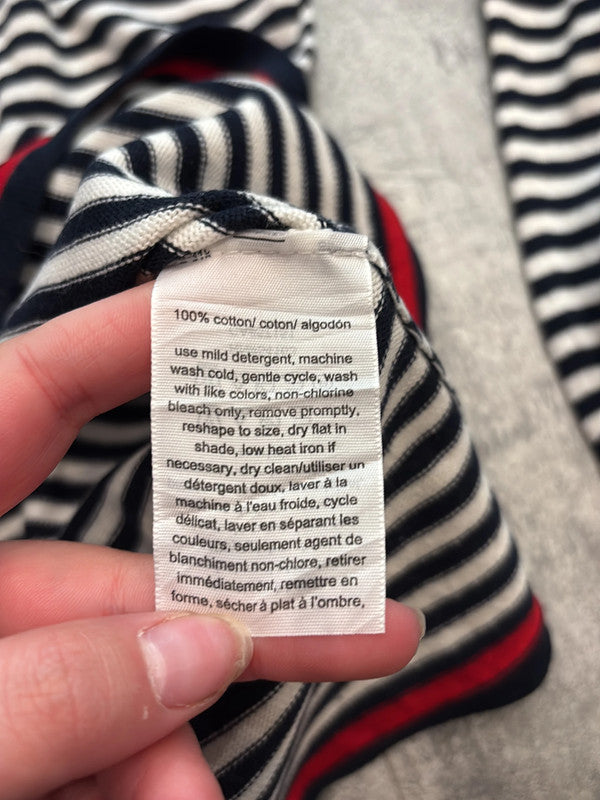 100% cotton/ coton/ algodón
use mild detergent, machine
wash cold, gentle cycle, wash
with like colors, non-chlorine
bleach only, remove promptly,
reshape to size, dry flat in
shade, low heat iron if
necessary, dry clean/utiliser un
détergent doux, laver à la
machine à l'eau froide, cycle
délicat, laver en séparant les
couleurs, seulement agent de
blanchiment non-chlore, retirer
immédiatement, remettre en
forme, sécher à plat à l'ombre,